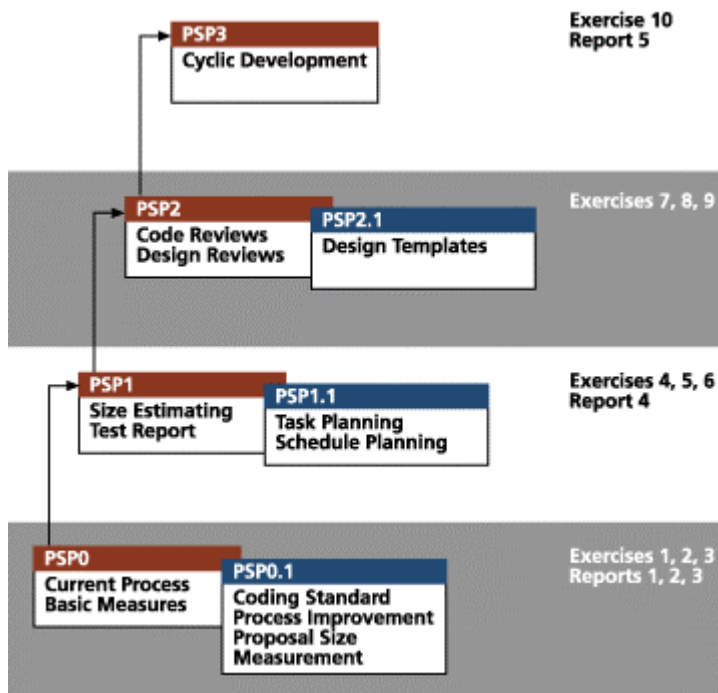 PSP3
Cyclic Development
Exercise 10
Report 5
PSP2
Code Reviews
Design Reviews
PSP2.1
Design Templates
Exercises 7, 8, 9
PSP1
Size Estimating
Test Report
PSP1.1
Task Planning
Schedule Planning
Exercises 4, 5, 6
Report 4
PSP0
Current Process
Basic Measures
PSP0.1
Coding Standard
Process Improvement
Proposal Size
Measurement
Exercises 1, 2, 3
Reports 1, 2, 3